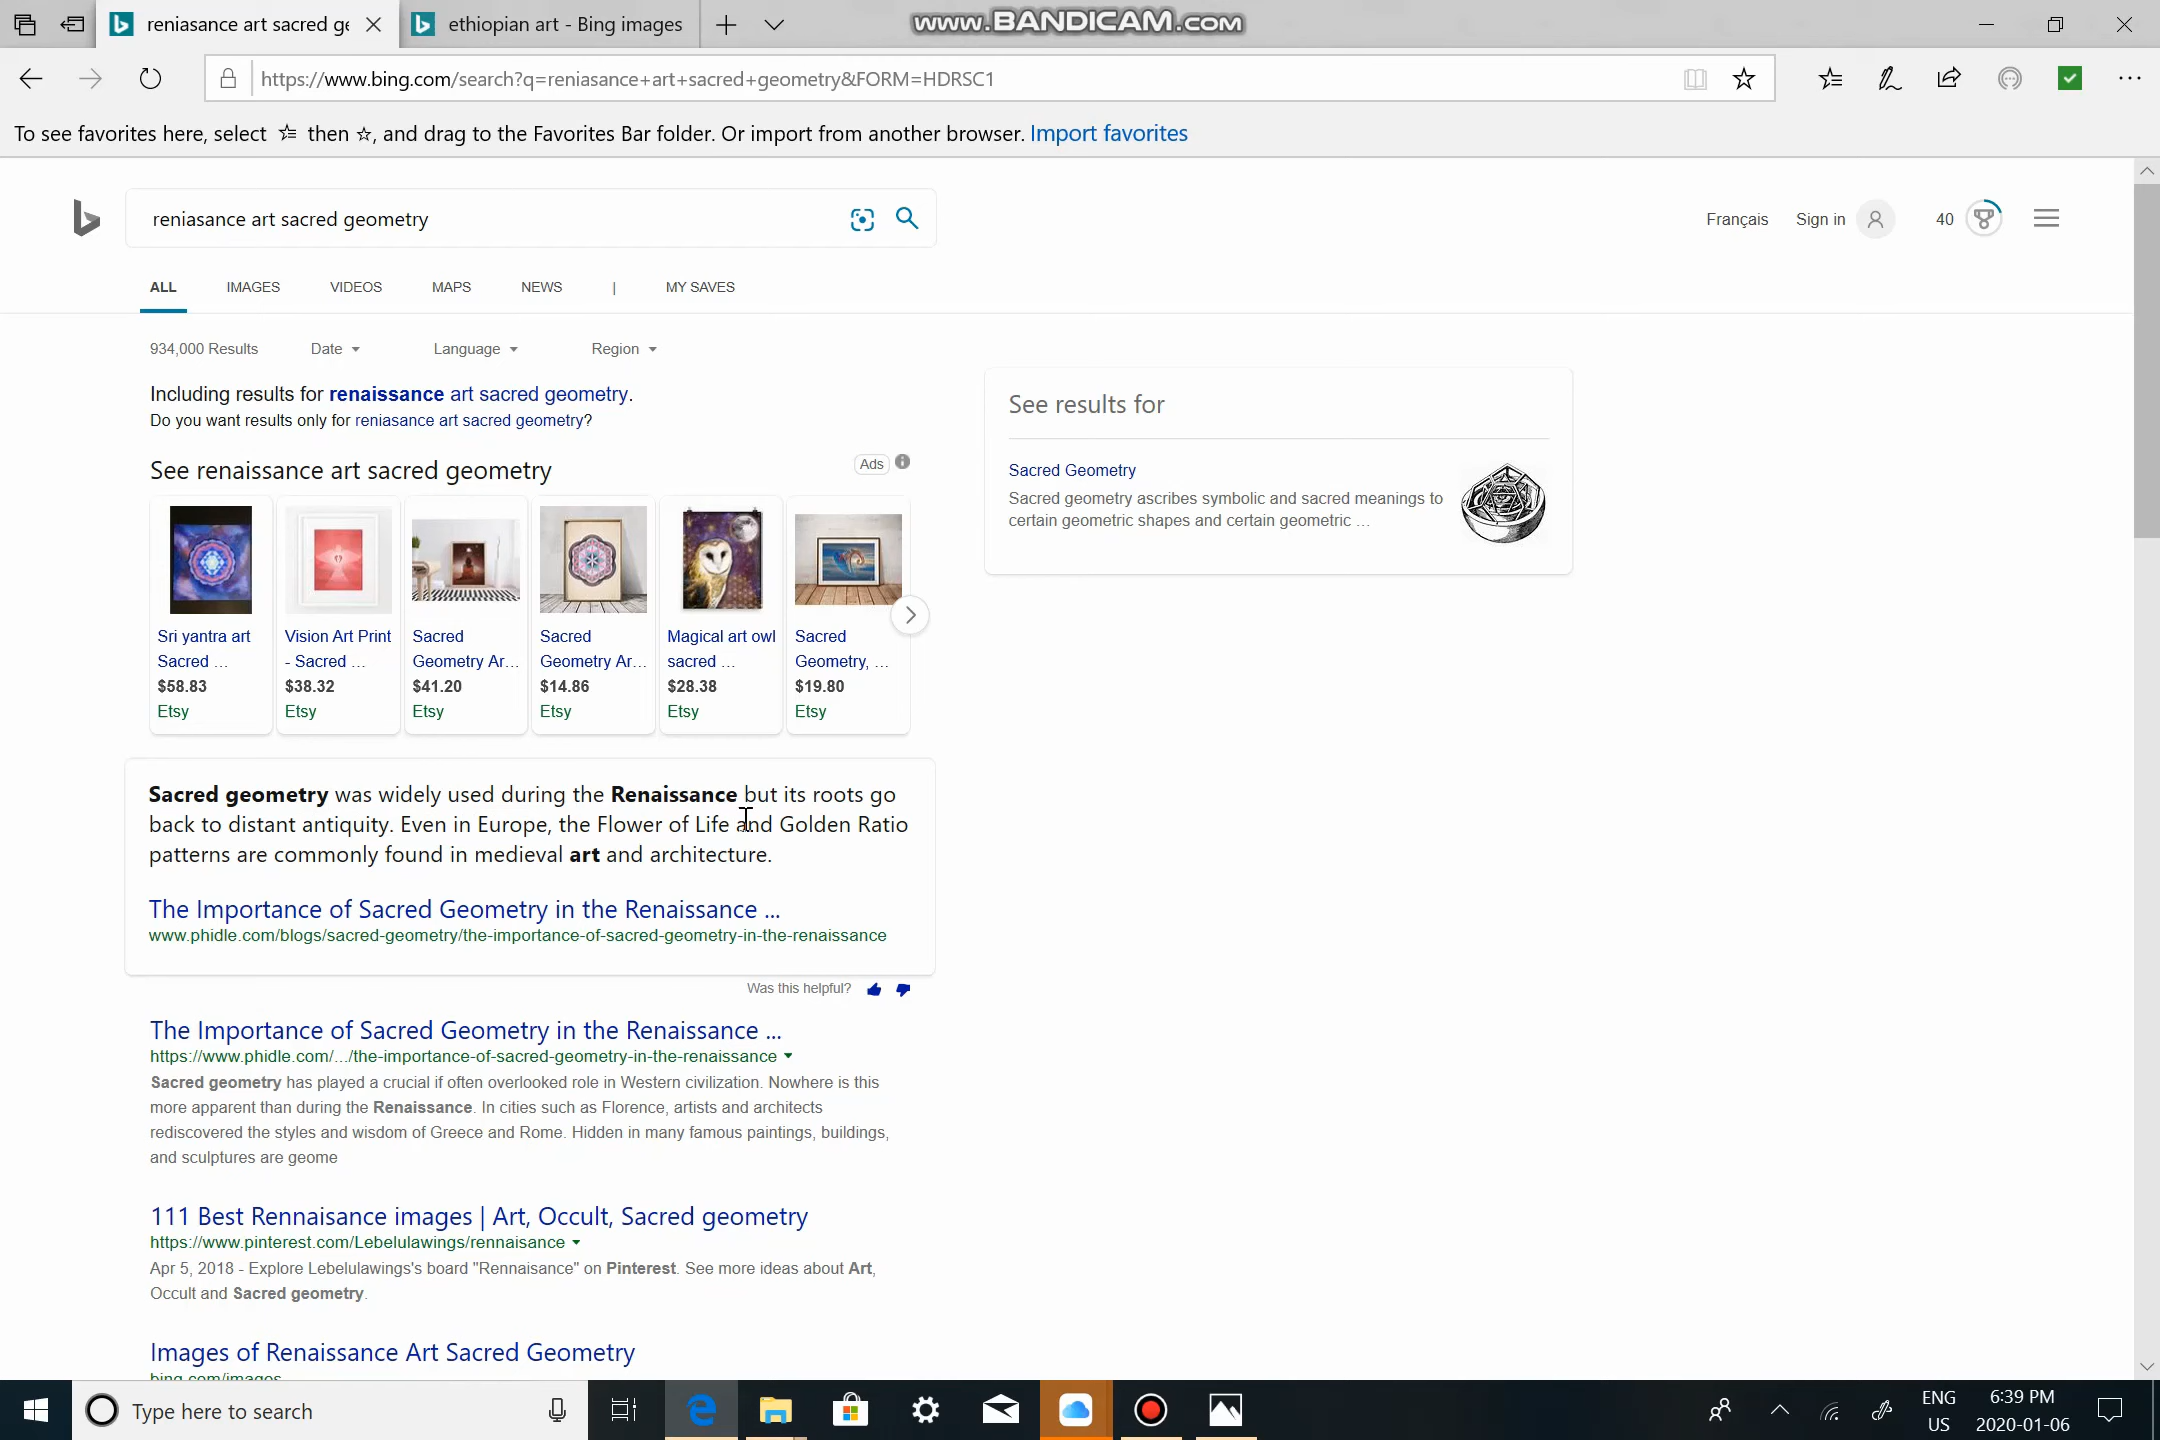 reniasance art sacred ge
ethiopian art - Bing images
www.BANDICAM.com
https://www.bing.com/search?q=reniasance+art+sacred+geometry&FORM=HDRSC1
To see favorites here, select then , and drag to the Favorites Bar folder. Or import from another browser. Import favorites
reniasance art sacred geometry
Français Sign in 40
ALL IMAGES VIDEOS MAPS NEWS | MY SAVES
934,000 Results Date Language Region
Including results for renaissance art sacred geometry.
Do you want results only for reniasance art sacred geometry?
See renaissance art sacred geometry
Ads
Sri yantra art
Sacred ...
$58.83
Etsy
Vision Art Print
- Sacred ...
$38.32
Etsy
Sacred
Geometry Ar...
$41.20
Etsy
Sacred
Geometry Ar...
$14.86
Etsy
Magical art owl
sacred ...
$28.38
Etsy
Sacred
Geometry, ...
$19.80
Etsy
See results for
Sacred Geometry
Sacred geometry ascribes symbolic and sacred meanings to
certain geometric shapes and certain geometric ...
Sacred geometry was widely used during the Renaissance but its roots go
back to distant antiquity. Even in Europe, the Flower of Life and Golden Ratio
patterns are commonly found in medieval art and architecture.
The Importance of Sacred Geometry in the Renaissance ...
www.phidle.com/blogs/sacred-geometry/the-importance-of-sacred-geometry-in-the-renaissance
Was this helpful?
The Importance of Sacred Geometry in the Renaissance ...
https://www.phidle.com/.../the-importance-of-sacred-geometry-in-the-renaissance
Sacred geometry has played a crucial if often overlooked role in Western civilization. Nowhere is this
more apparent than during the Renaissance. In cities such as Florence, artists and architects
rediscovered the styles and wisdom of Greece and Rome. Hidden in many famous paintings, buildings,
and sculptures are geome
111 Best Rennaisance images | Art, Occult, Sacred geometry
https://www.pinterest.com/Lebelulawings/rennaisance
Apr 5, 2018 - Explore Lebelulawings's board "Rennaisance" on Pinterest. See more ideas about Art,
Occult and Sacred geometry.
Images of Renaissance Art Sacred Geometry
bing.com/images
Type here to search
ENG
US
6:39 PM
2020-01-06